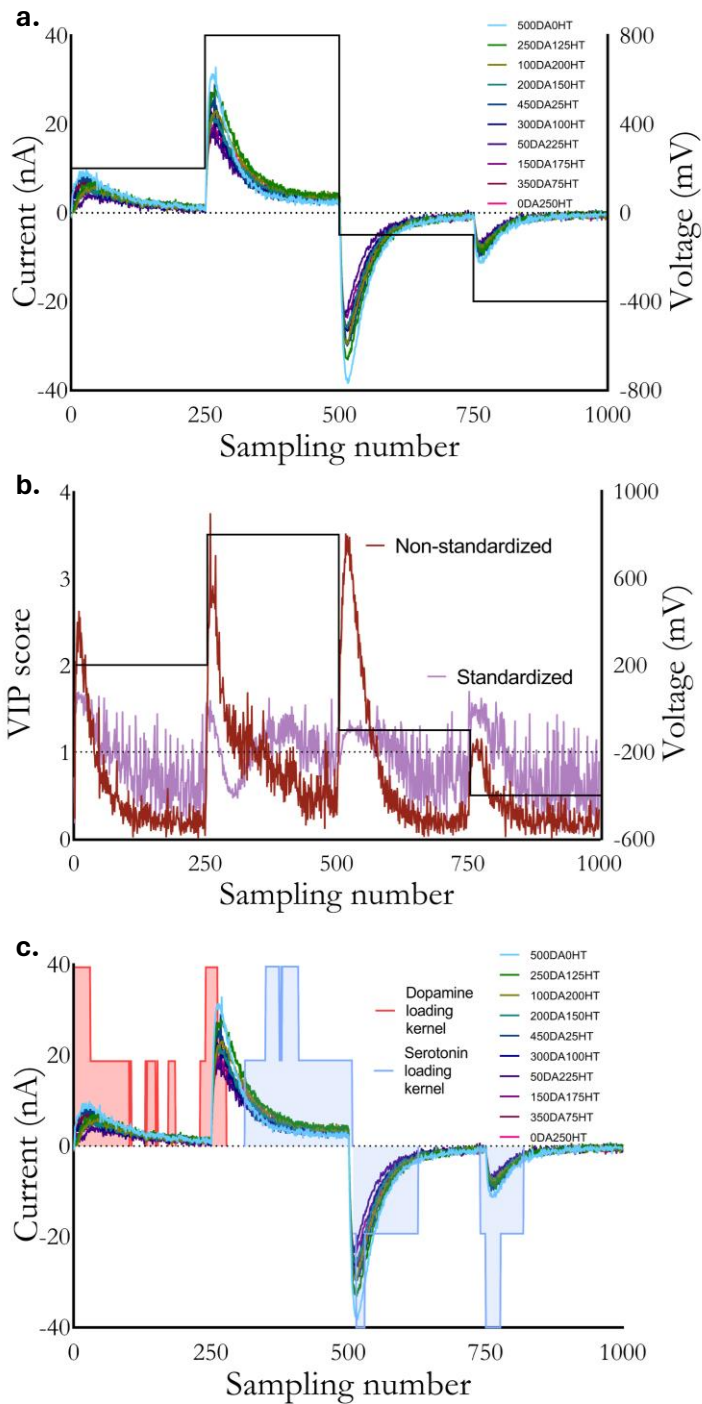 a.
40
20
0
-20
-40
Current (nA)
800
400
0
-400
-800
Voltage (mV)
500DA0HT
250DA125HT
100DA200HT
200DA150HT
450DA25HT
300DA100HT
50DA225HT
150DA175HT
350DA75HT
0DA250HT
0 250 500 750 1000
Sampling number
b.
4
3
2
1
0
VIP score
1000
600
200
-200
-600
Voltage (mV)
Non-standardized
Standardized
0 250 500 750 1000
Sampling number
c.
40
20
0
-20
-40
Current (nA)
Dopamine
loading
kernel
Serotonin
loading
kernel
500DA0HT
250DA125HT
100DA200HT
200DA150HT
450DA25HT
300DA100HT
50DA225HT
150DA175HT
350DA75HT
0DA250HT
0 250 500 750 1000
Sampling number